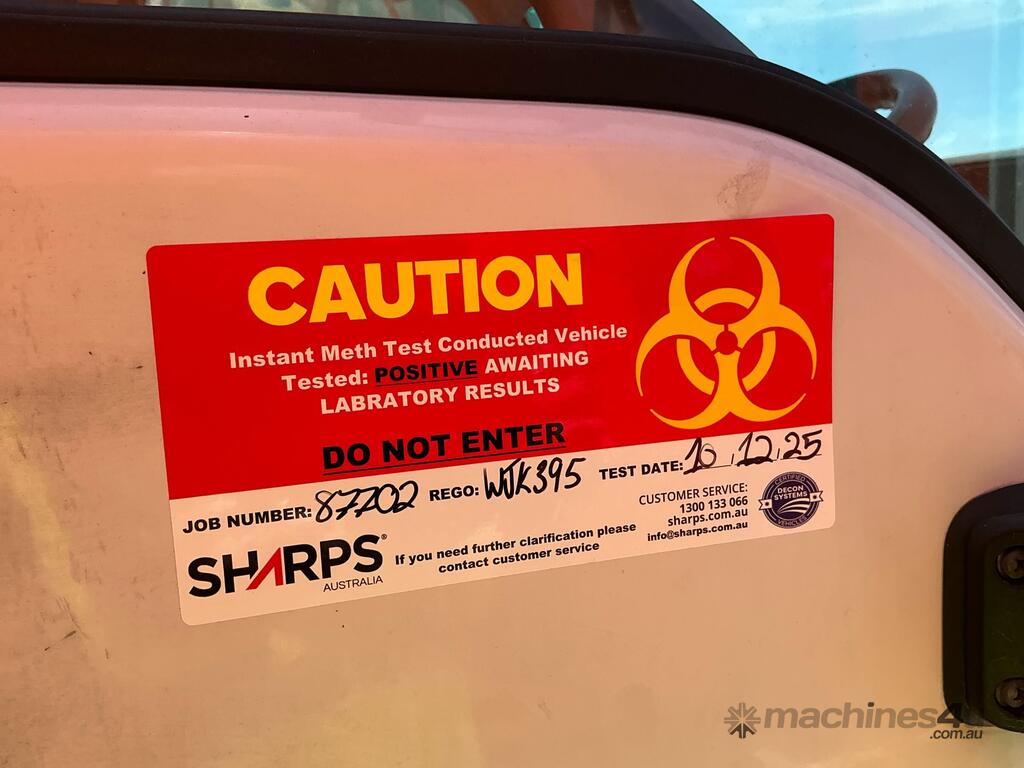 CAUTION
Instant Meth Test Conducted Vehicle
Tested: POSITIVE AWAITING
LABRATORY RESULTS
DO NOT ENTER
JOB NUMBER: 87702 REGO: WJK395 TEST DATE: 10,12,25
SHARPS®
AUSTRALIA
If you need further clarification please
contact customer service
CUSTOMER SERVICE:
1300 133 066
sharps.com.au
info@sharps.com.au
CERTIFIED
DECON
SYSTEMS
VEHICLES
machines4u
.com.au